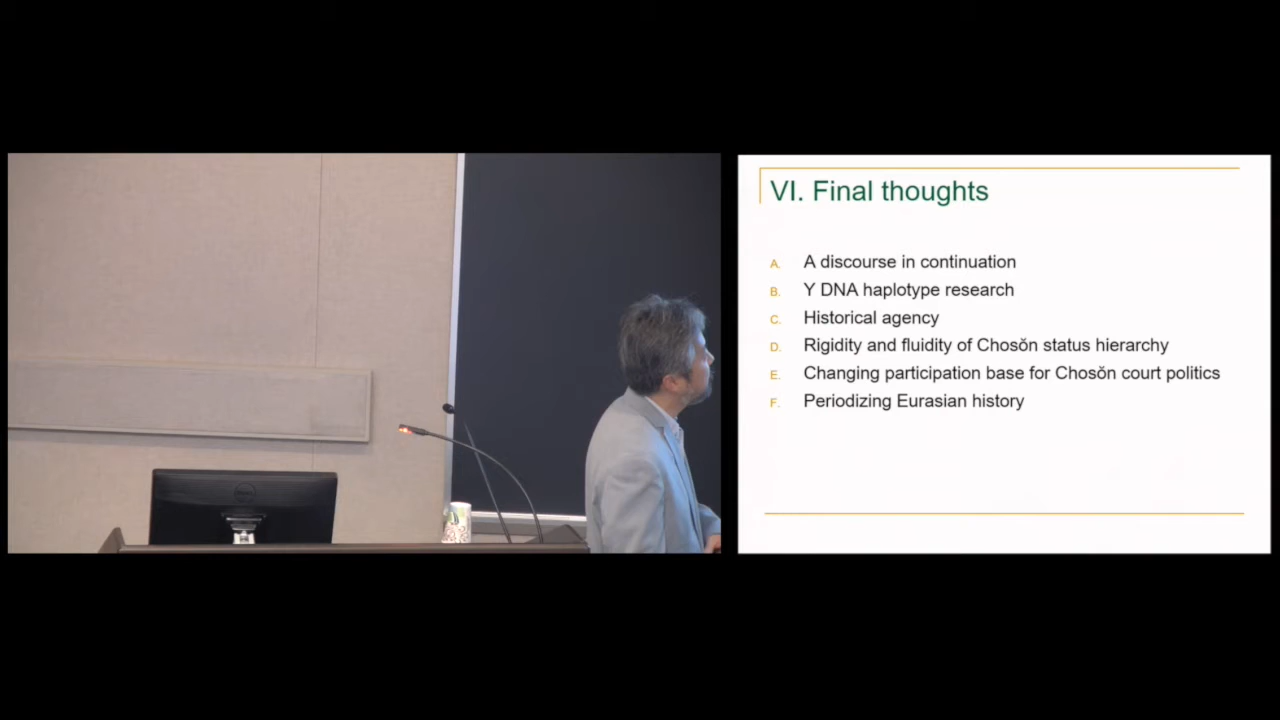 VI. Final thoughts
A. A discourse in continuation
B. Y DNA haplotype research
C. Historical agency
D. Rigidity and fluidity of Chosŏn status hierarchy
E. Changing participation base for Chosŏn court politics
F. Periodizing Eurasian history